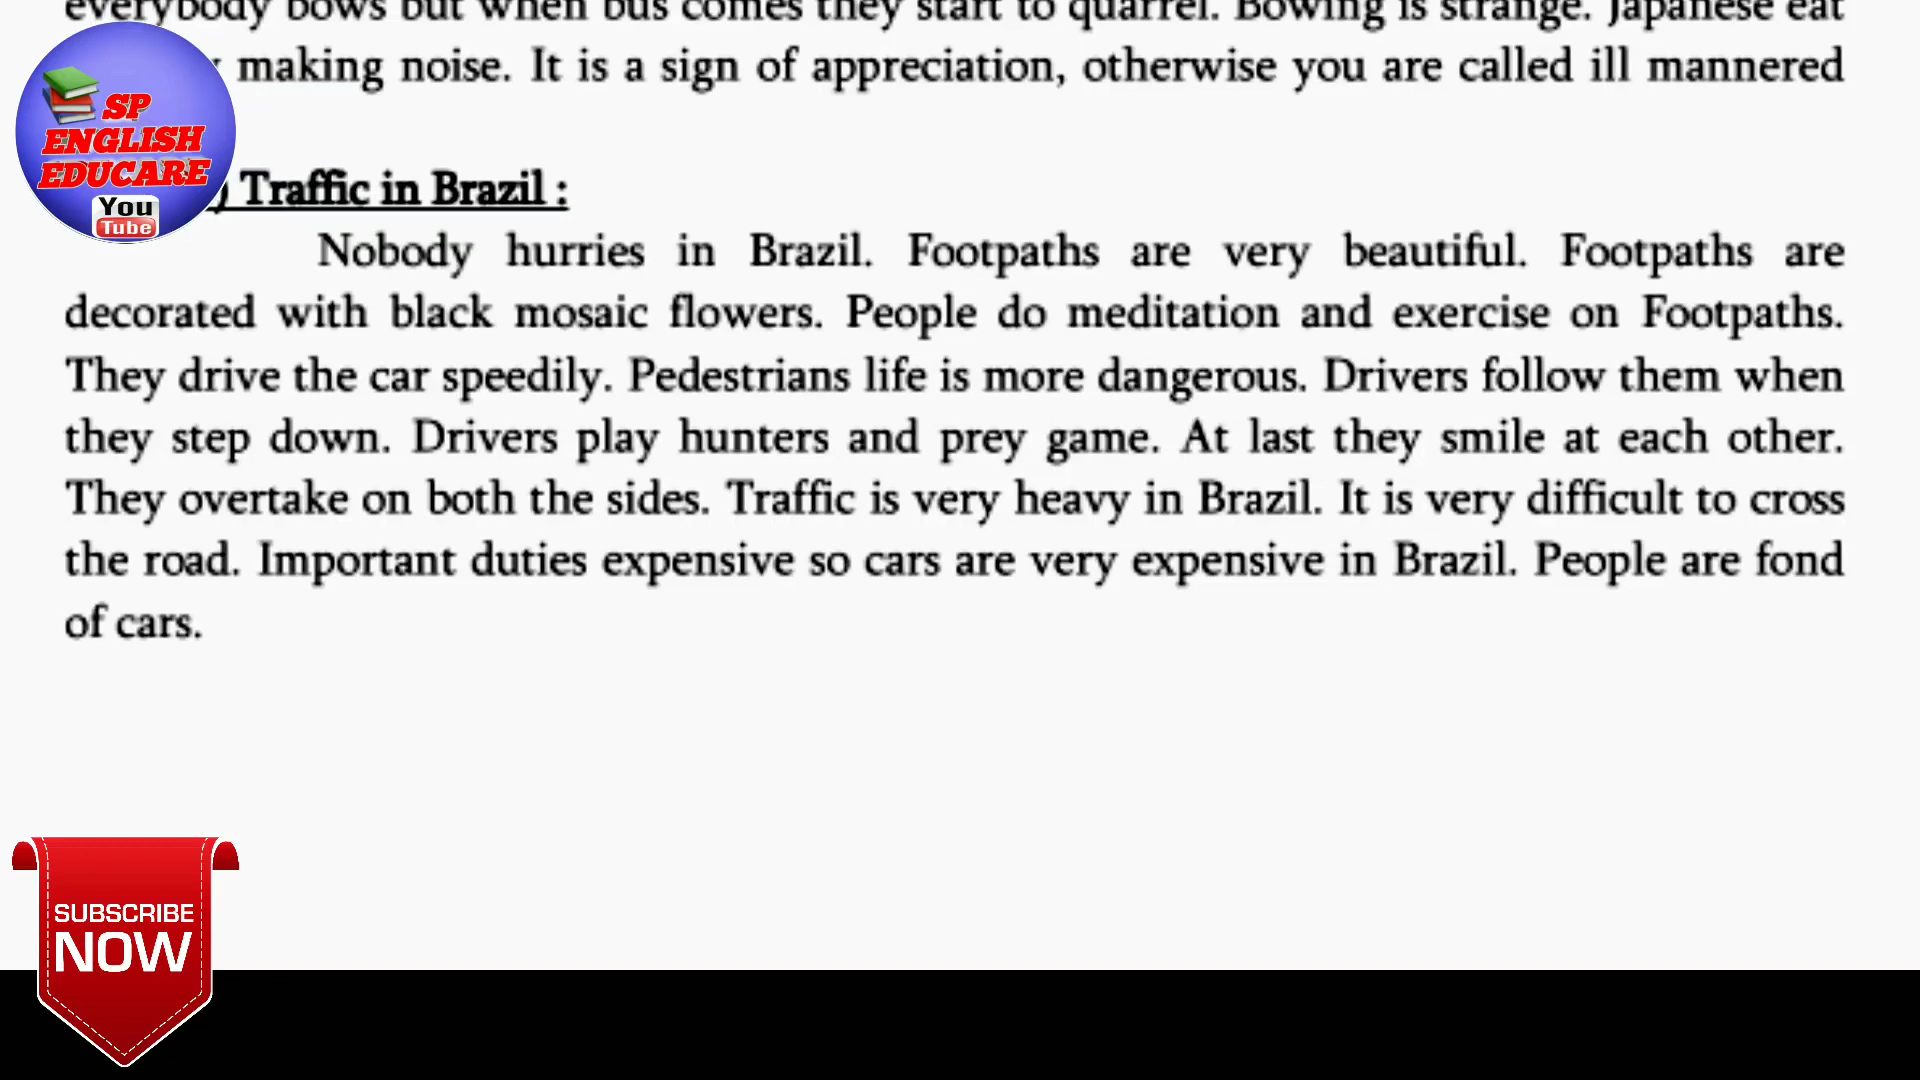 everybody bows but when bus comes they start to quarrel. Bowing is strange. Japanese eat
making noise. It is a sign of appreciation, otherwise you are called ill mannered
SP
ENGLISH
EDUCARE
You
Tube
) Traffic in Brazil :
Nobody hurries in Brazil. Footpaths are very beautiful. Footpaths are
decorated with black mosaic flowers. People do meditation and exercise on Footpaths.
They drive the car speedily. Pedestrians life is more dangerous. Drivers follow them when
they step down. Drivers play hunters and prey game. At last they smile at each other.
They overtake on both the sides. Traffic is very heavy in Brazil. It is very difficult to cross
the road. Important duties expensive so cars are very expensive in Brazil. People are fond
of cars.
SUBSCRIBE
NOW